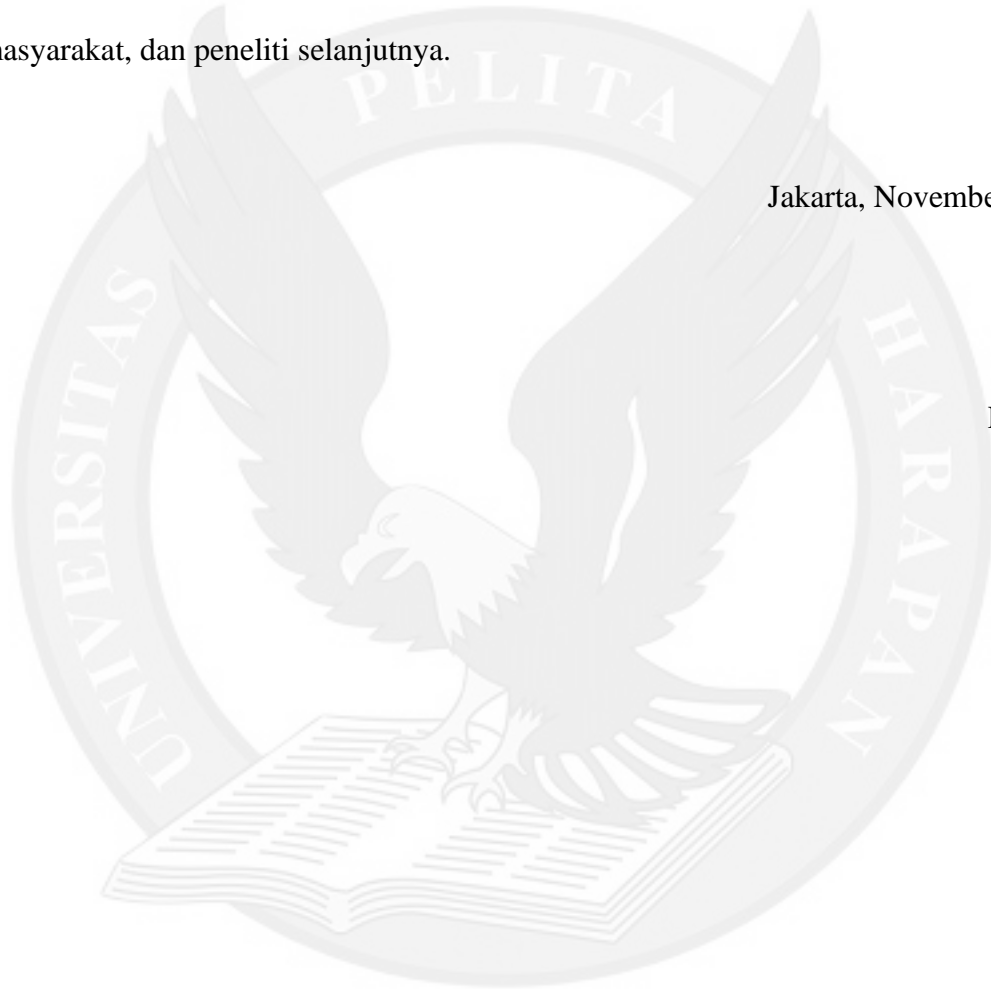 masyarakat, dan peneliti selanjutnya.
PELITA
Jakarta, Novembe
UNIVERSITAS
HARAPAN